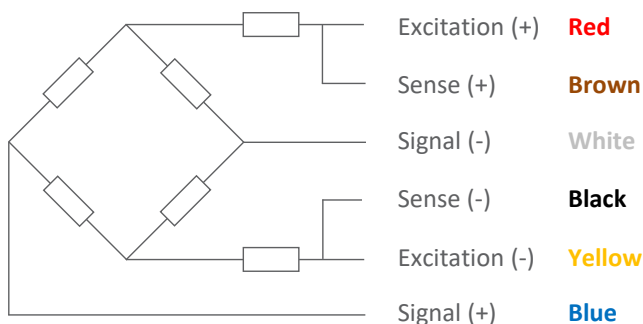 Excitation (+) Red
Sense (+) Brown
Signal (-) White
Sense (-) Black
Excitation (-) Yellow
Signal (+) Blue